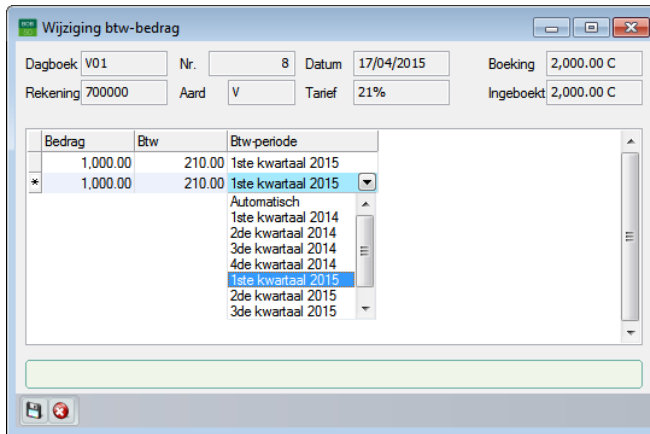 Wijziging btw-bedrag
Dagboek V01 Nr. 8 Datum 17/04/2015 Boeking 2,000.00 C
Rekening 700000 Aard V Tarief 21% Ingeboekt 2,000.00 C
Bedrag Btw Btw-periode
1,000.00 210.00 1ste kwartaal 2015
* 1,000.00 210.00 1ste kwartaal 2015
Automatisch
1ste kwartaal 2014
2de kwartaal 2014
3de kwartaal 2014
4de kwartaal 2014
1ste kwartaal 2015
2de kwartaal 2015
3de kwartaal 2015